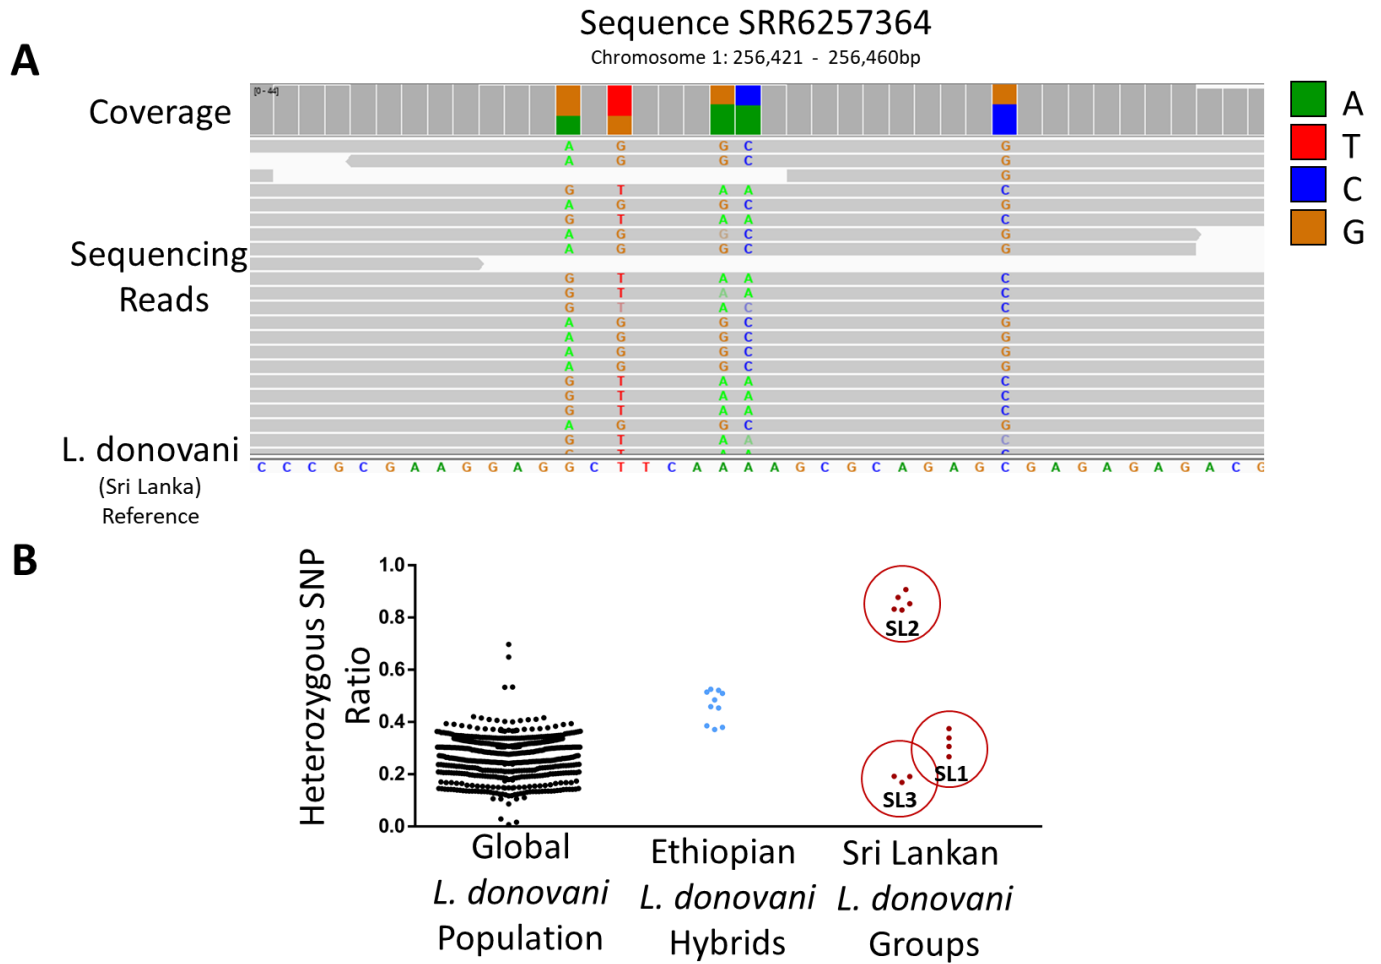 Sequence SRR6257364
A
Chromosome 1: 256,421 - 256,460bp
Coverage
[0 - 44]
A
T
C
G
A G G C G
A G G C G
G
G T A A C
A G G C G
G T A A C
A G G C G
A G G C G
Sequencing
Reads
G T A A C
G T A A C
G T A C C
A G G C G
A G G C G
A G G C G
A G G C G
G T A A C
G T A A C
G T A A C
A G G C G
G T A A C
G T A A C
L. donovani
(Sri Lanka)
Reference
C C C G C G A A G G A G G C T T C A A A A G C G C A G A G C G A G A G A G A C G
B
Heterozygous SNP
Ratio
1.0
0.8
0.6
0.4
0.2
0.0
SL2
SL1
SL3
Global
L. donovani
Population
Ethiopian
L. donovani
Hybrids
Sri Lankan
L. donovani
Groups